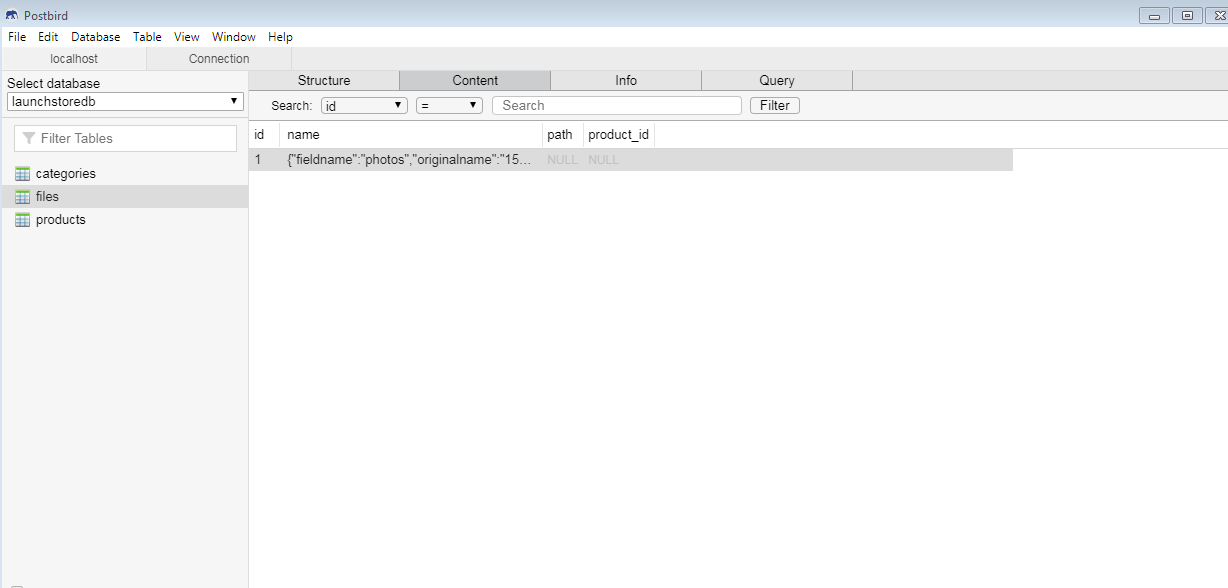 Postbird
File Edit Database Table View Window Help
localhost Connection
Select database
launchstoredb
Filter Tables
categories
files
products
Structure Content Info Query
Search: id = Search Filter
id name path product_id
1 {"fieldname":"photos","originalname":"15... NULL NULL